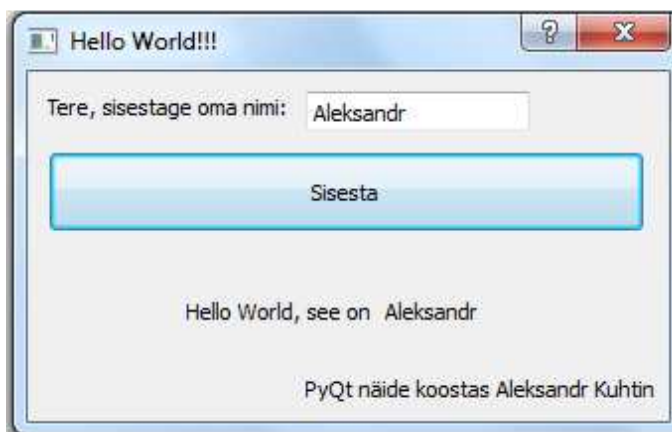 Hello World!!!
Tere, sisestage oma nimi: Aleksandr
Sisesta
Hello World, see on Aleksandr
PyQt näide koostas Aleksandr Kuhtin